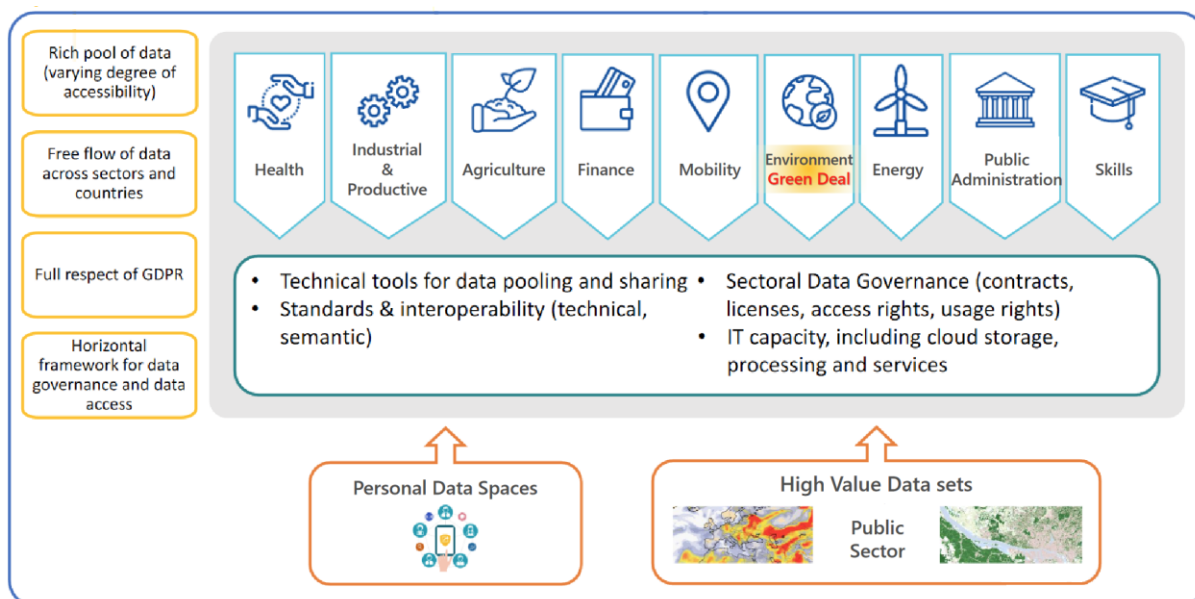 Rich pool of data
(varying degree of
accessibility)
Free flow of data
across sectors and
countries
Full respect of GDPR
Horizontal
framework for data
governance and data
access
Health
Industrial
&
Productive
Agriculture
Finance
Mobility
Environment
Green Deal
Energy
Public
Administration
Skills
• Technical tools for data pooling and sharing
• Standards & interoperability (technical,
semantic)
• Sectoral Data Governance (contracts,
licenses, access rights, usage rights)
• IT capacity, including cloud storage,
processing and services
Personal Data Spaces
High Value Data sets
Public
Sector